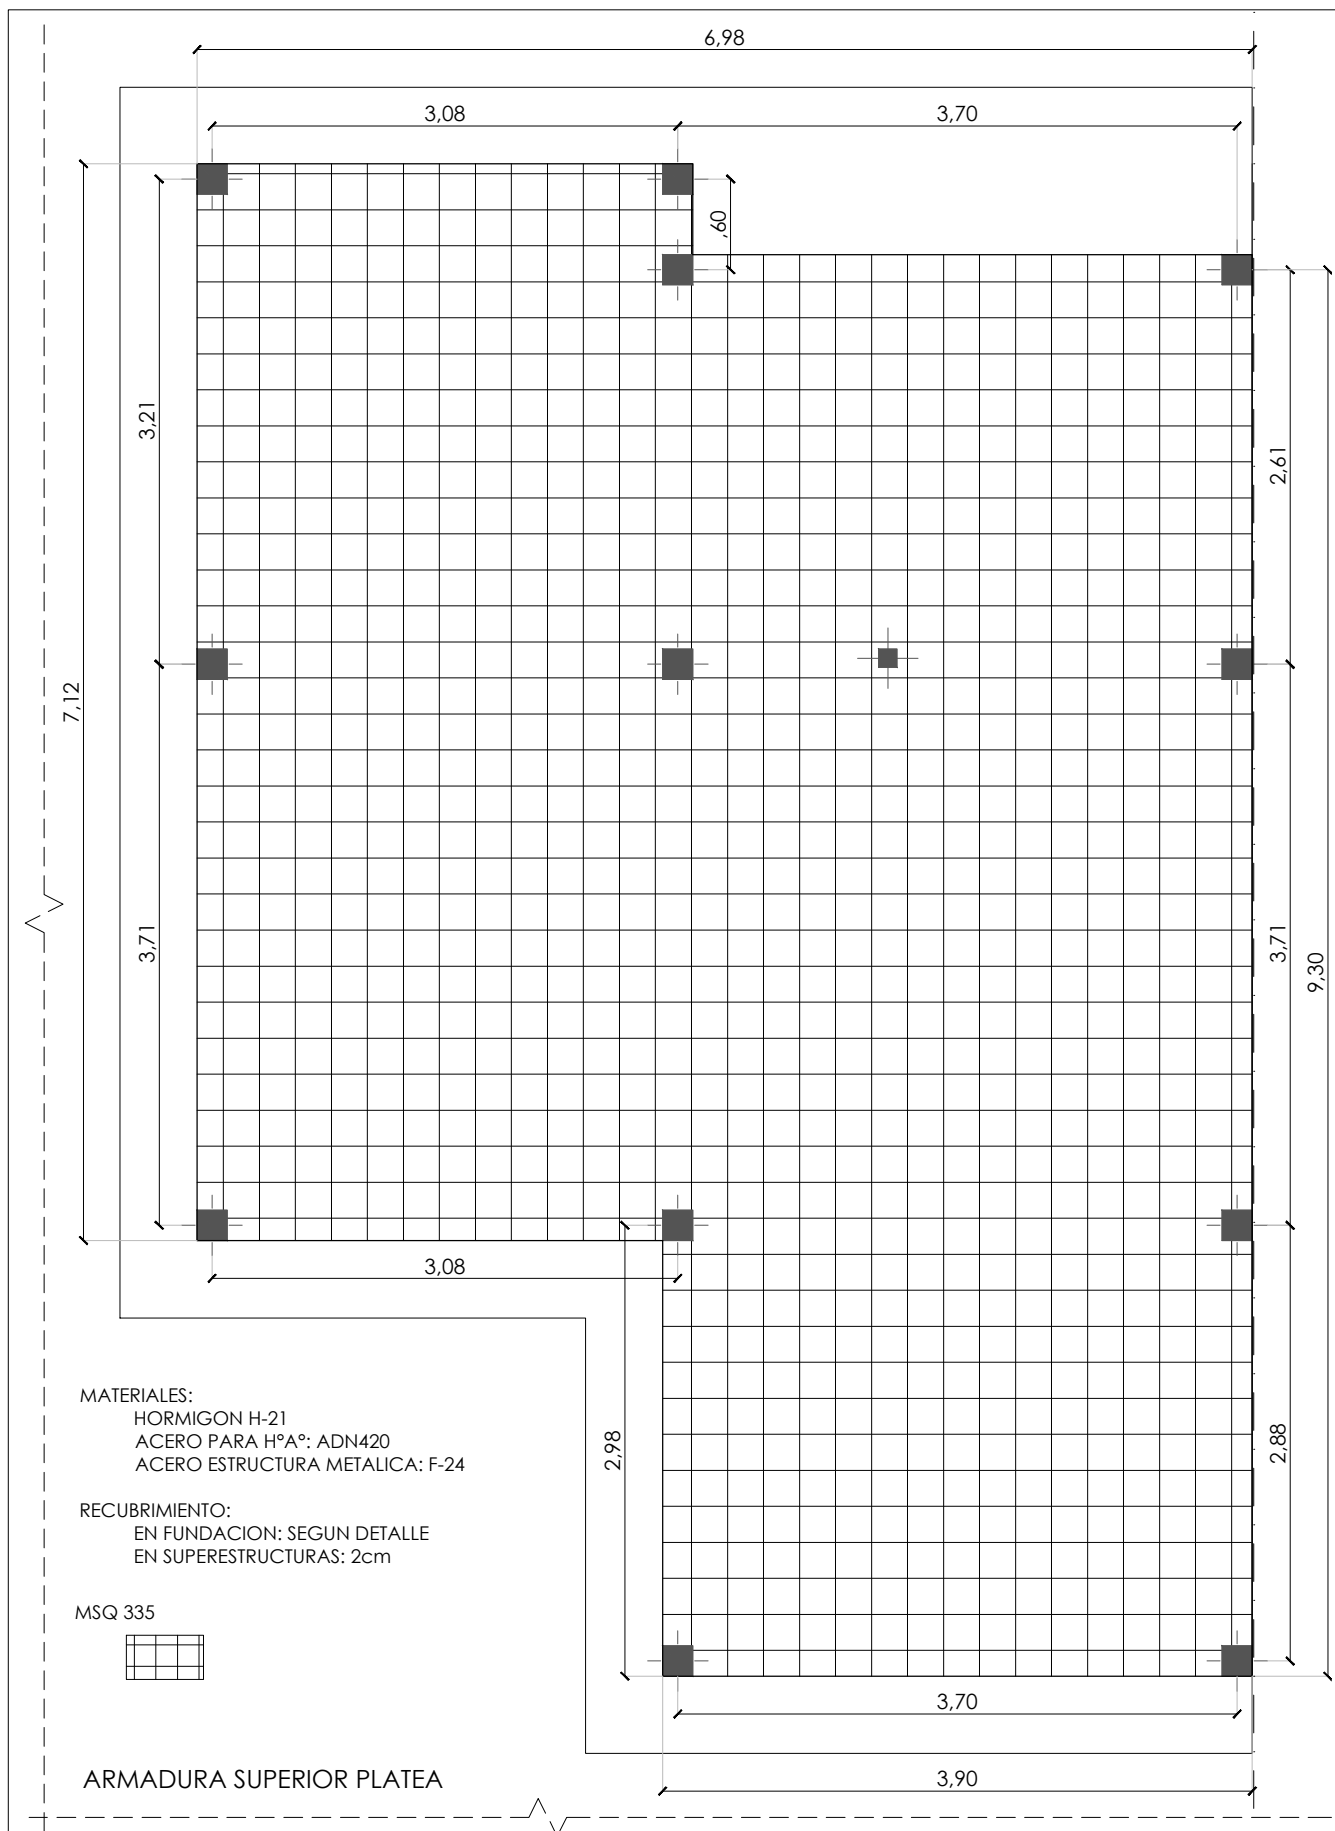 6,98
3,08
3,70
,60
3,21
2,61
7,12
3,71
3,71
9,30
3,08
2,98
2,88
MATERIALES:
HORMIGON H-21
ACERO PARA HºAº: ADN420
ACERO ESTRUCTURA METALICA: F-24
RECUBRIMIENTO:
EN FUNDACION: SEGUN DETALLE
EN SUPERESTRUCTURAS: 2cm
MSQ 335
3,70
ARMADURA SUPERIOR PLATEA
3,90